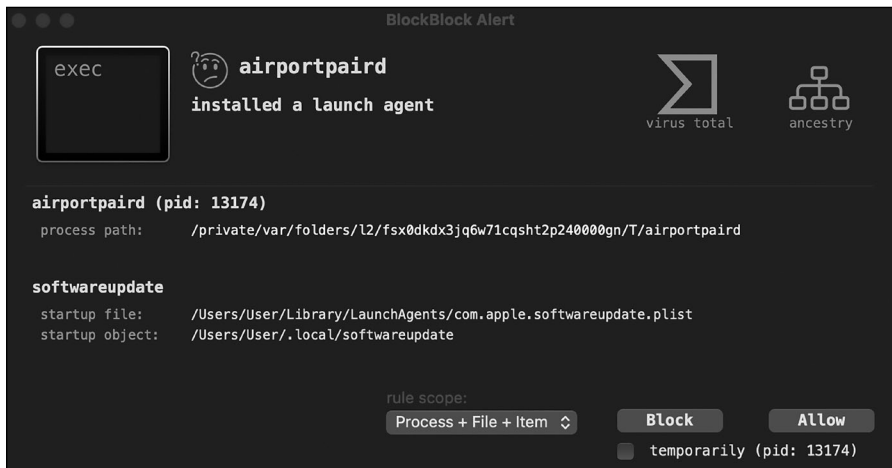 BlockBlock Alert
exec
airportpaird
installed a launch agent
virus total
ancestry
airportpaird (pid: 13174)
process path: /private/var/folders/l2/fsx0dkdx3jq6w71cqsht2p240000gn/T/airportpaird
softwareupdate
startup file: /Users/User/Library/LaunchAgents/com.apple.softwareupdate.plist
startup object: /Users/User/.local/softwareupdate
rule scope:
Process + File + Item
Block
Allow
temporarily (pid: 13174)